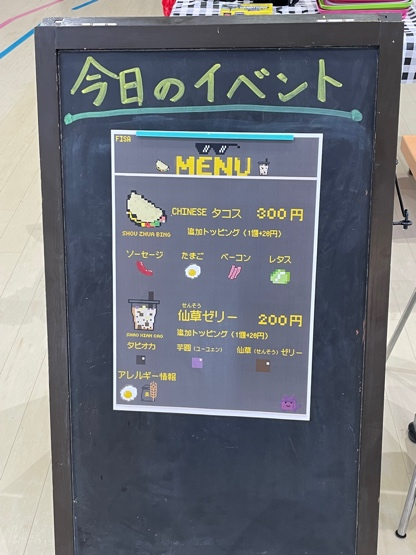 今日のイベント
FISA
MENU
CHINESE タコス 300円
SHOU ZHUA BING
追加トッピング(1個+20円)
ソーセージ たまご ベーコン レタス
せんそう
仙草ゼリー 200円
SHAO XIAN CAO
追加トッピング(1個+20円)
タピオカ 芋圓(ユーユェン) 仙草(せんそう)ゼリー
アレルギー情報